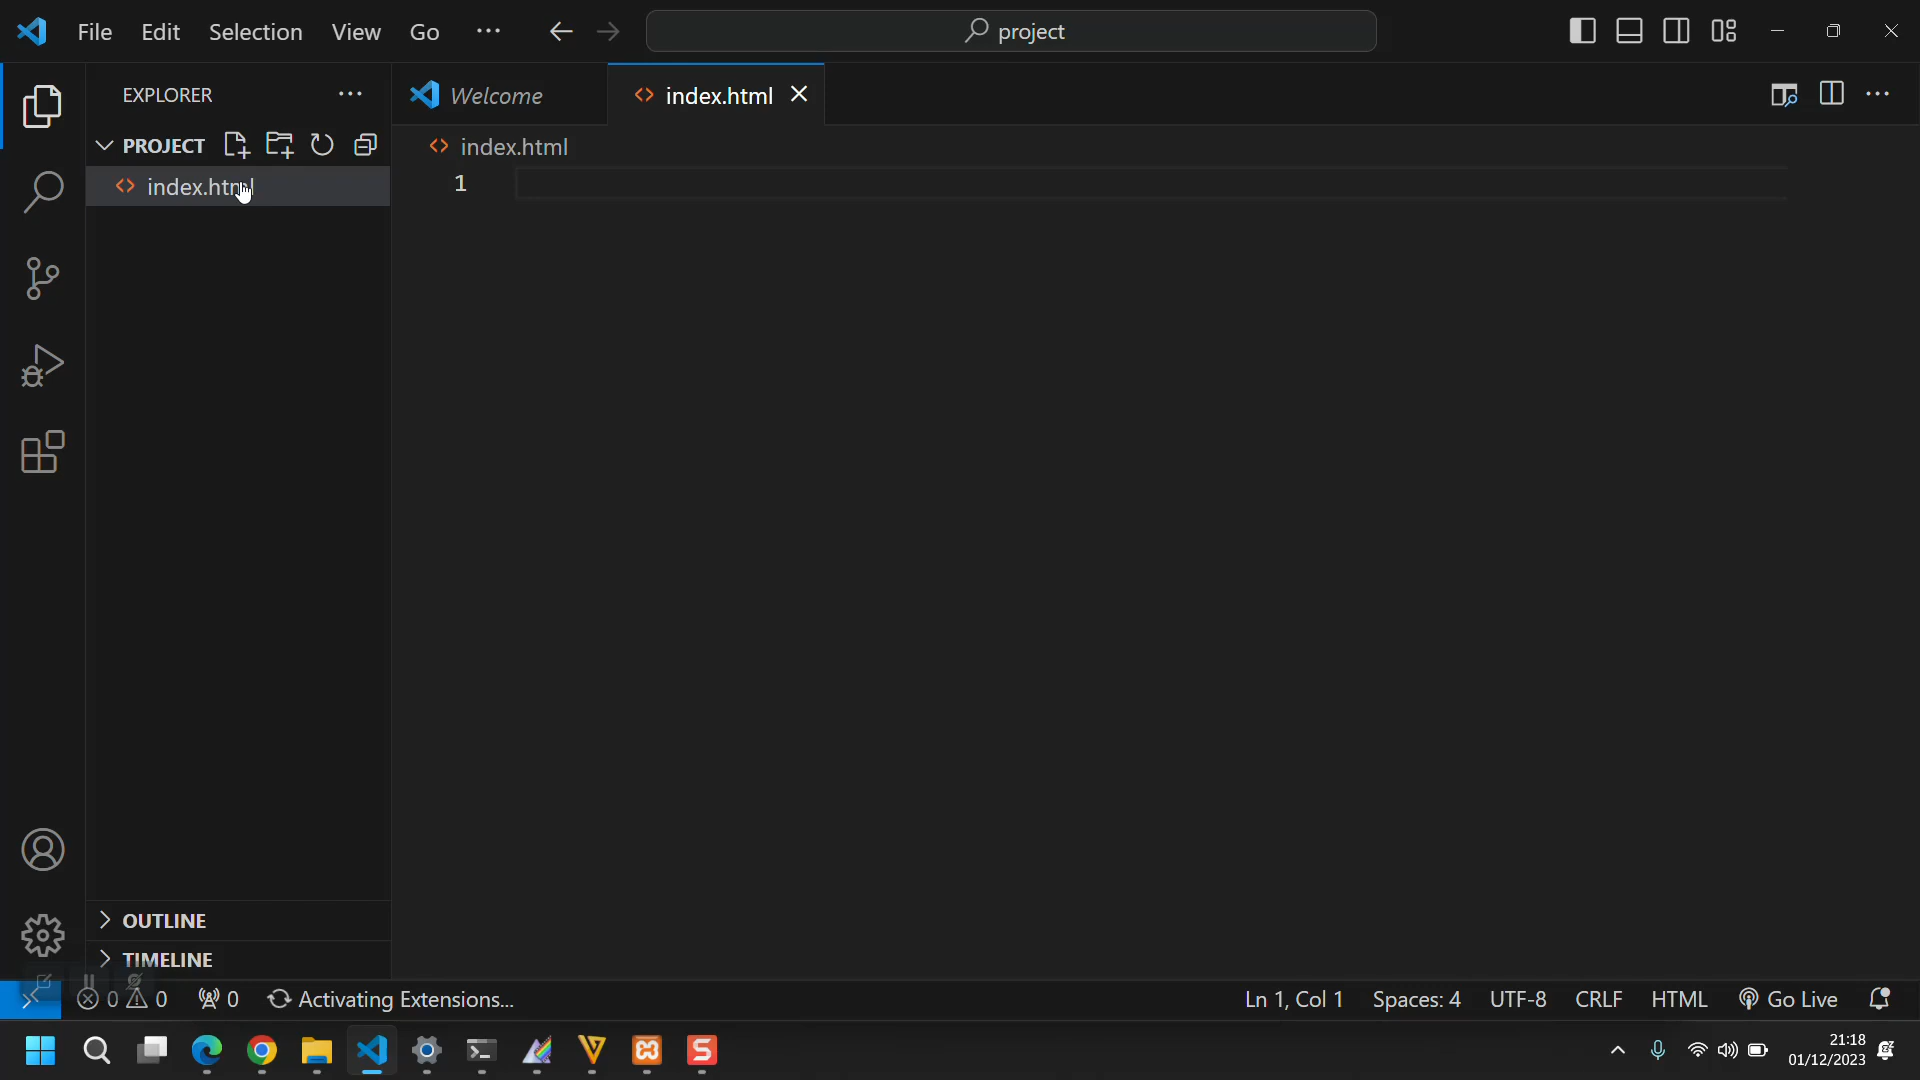 File Edit Selection View Go
project
EXPLORER
Welcome
index.html
PROJECT
index.html
index.html
1
OUTLINE
TIMELINE
0 0 0 Activating Extensions...
Ln 1, Col 1 Spaces: 4 UTF-8 CRLF HTML Go Live
21:18
01/12/2023